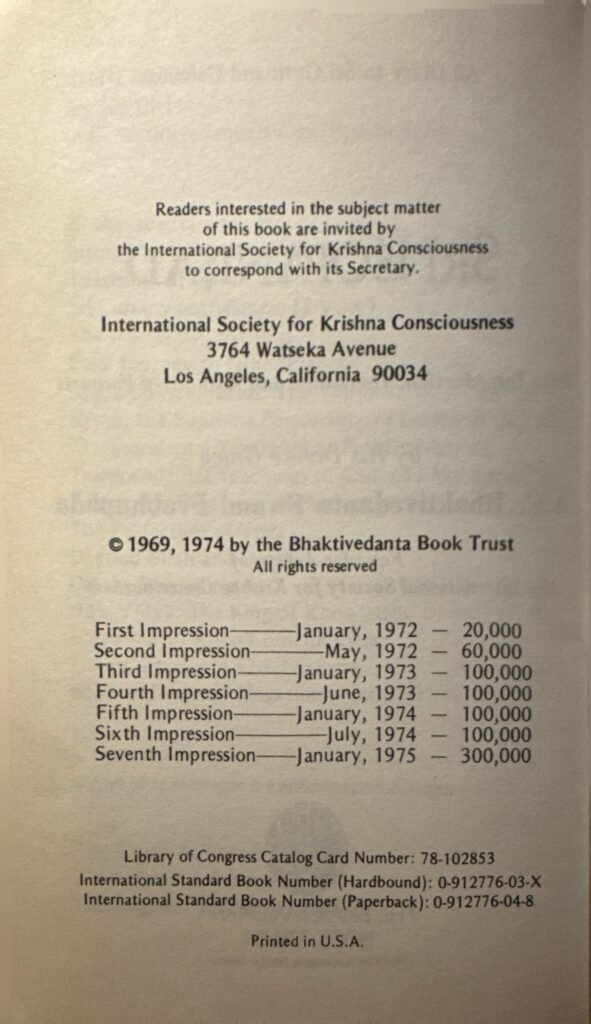 Readers interested in the subject matter
of this book are invited by
the International Society for Krishna Consciousness
to correspond with its Secretary.
International Society for Krishna Consciousness
3764 Watseka Avenue
Los Angeles, California 90034
© 1969, 1974 by the Bhaktivedanta Book Trust
All rights reserved
First Impression———January, 1972 — 20,000
Second Impression———May, 1972 — 60,000
Third Impression———January, 1973 — 100,000
Fourth Impression———June, 1973 — 100,000
Fifth Impression———January, 1974 — 100,000
Sixth Impression———July, 1974 — 100,000
Seventh Impression———January, 1975 — 300,000
Library of Congress Catalog Card Number: 78-102853
International Standard Book Number (Hardbound): 0-912776-03-X
International Standard Book Number (Paperback): 0-912776-04-8
Printed in U.S.A.